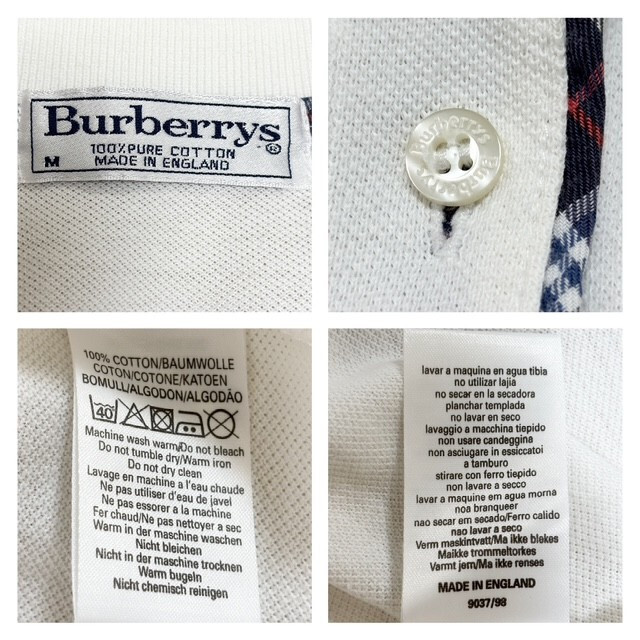 Burberrys®
100% PURE COTTON
M MADE IN ENGLAND
Burberrys
100% COTTON/BAUMWOLLE
COTON/COTONE/KATOEN
BOMULL/ALGODON/ALGODÃO
40°
Machine wash warm/Do not bleach
Do not tumble dry/Warm iron
Do not dry clean
Lavage en machine a l'eau chaude
Ne pas utiliser d'eau de javel
Ne pas essorer a la machine
Fer chaud/Ne pas nettoyer a sec
Warm in der machine waschen
Nicht bleichen
Nicht in der machine trocknen
Warm bugeln
Nicht chemisch reinigen
lavar a maquina en agua tibia
no utilizar lajia
no secar en la secadora
planchar templada
no lavar en seco
lavaggio a macchina tiepido
non usare candeggina
non asciugare in essiccatoi
a tamburo
stirare con ferro tiepido
non lavare a secco
lavar a maquina em agua morna
noa branqueer
nao secar em secado/Ferro calido
nao lavar a seco
Verm maskintvatt/Ma ikke blekes
Maikke trommeltorkes
Varmt jern/Ma ikke renses
MADE IN ENGLAND
9037/98